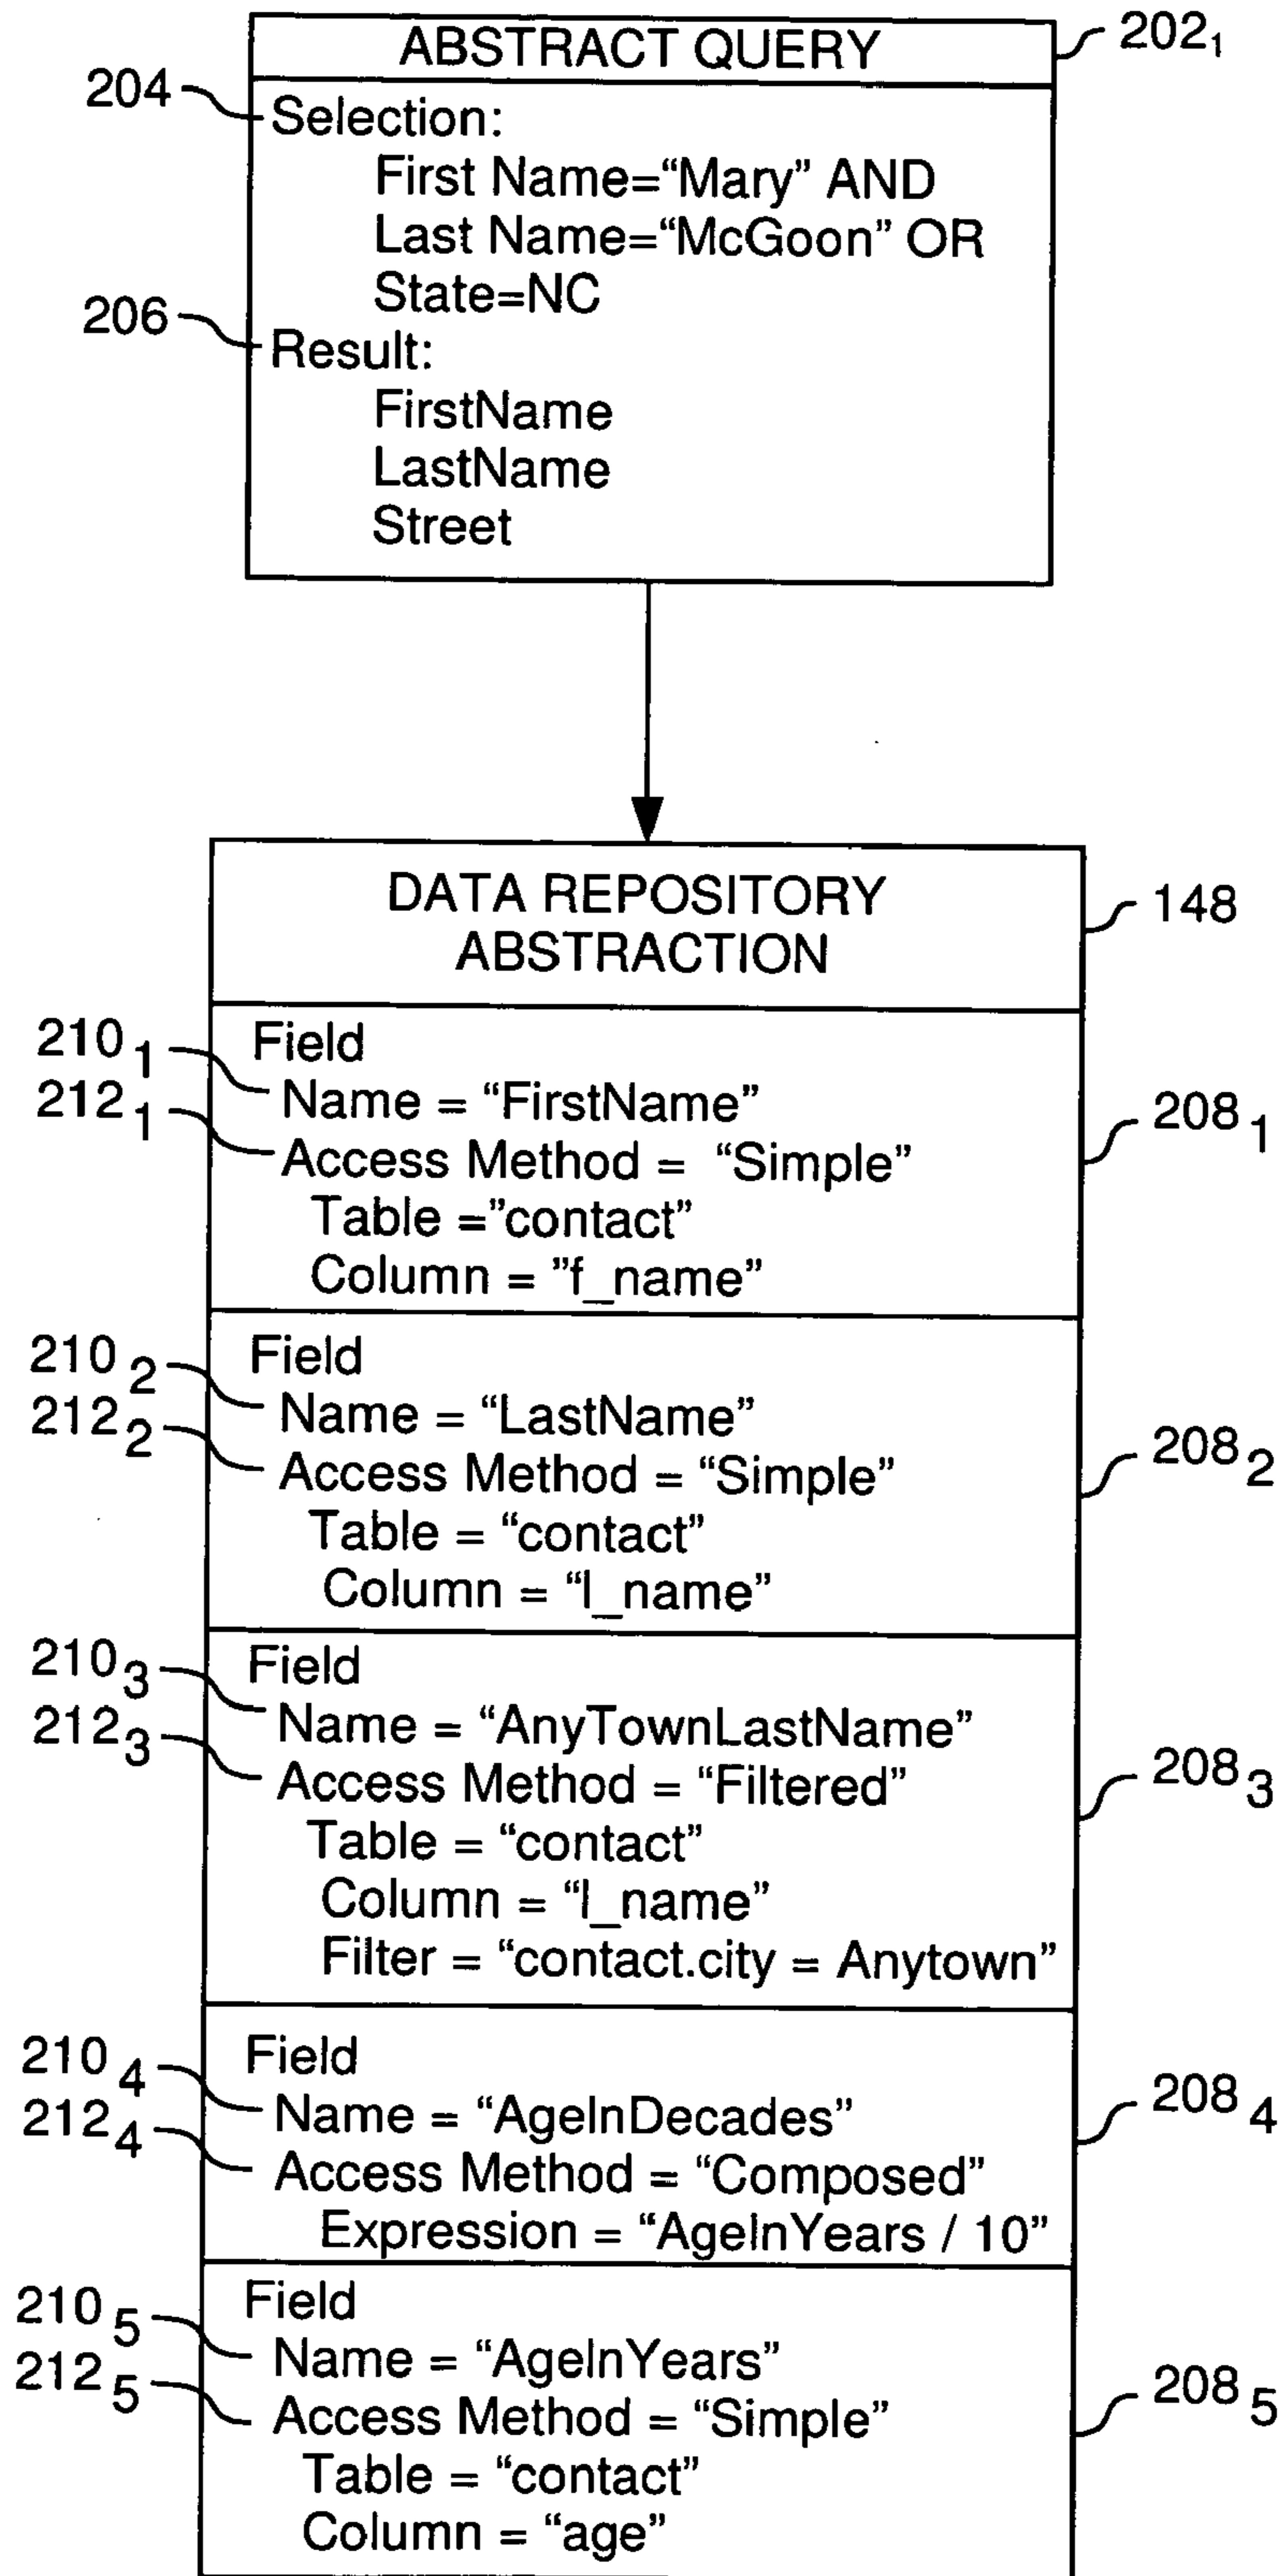 ABSTRACT QUERY
202₁
204
Selection:
First Name=“Mary” AND
Last Name=“McGoon” OR
State=NC
206
Result:
FirstName
LastName
Street
DATA REPOSITORY
ABSTRACTION
148
210₁
Field
Name = “FirstName”
212₁
Access Method = “Simple”
208₁
Table =”contact”
Column = ”f_name”
210₂
Field
Name = “LastName”
212₂
Access Method = “Simple”
208₂
Table = “contact”
Column = “l_name”
210₃
Field
Name = “AnyTownLastName”
212₃
Access Method = “Filtered”
208₃
Table = “contact”
Column = “l_name”
Filter = “contact.city = Anytown”
210₄
Field
Name = “AgeInDecades”
212₄
Access Method = “Composed”
208₄
Expression = “AgeInYears / 10”
210₅
Field
Name = “AgeInYears”
212₅
Access Method = “Simple”
208₅
Table = “contact”
Column = “age”